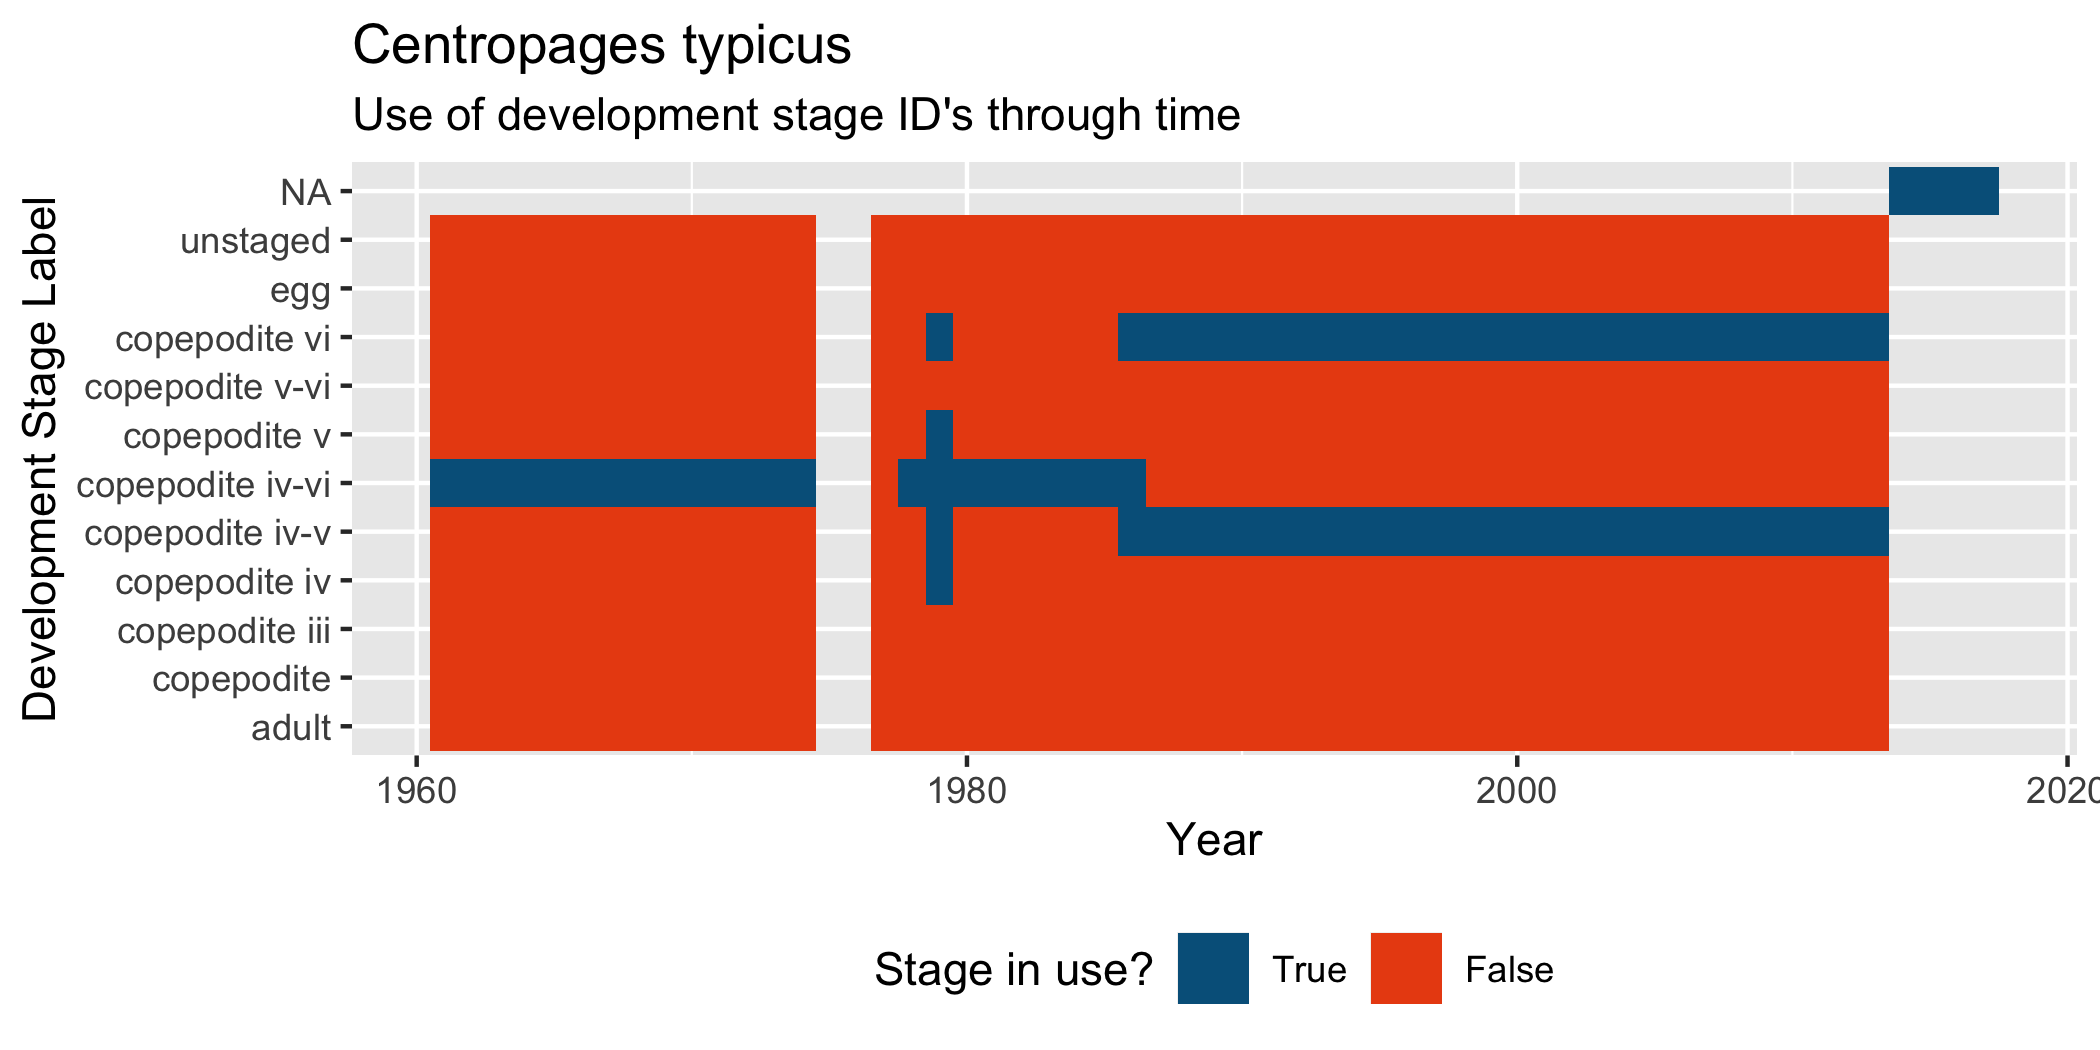 Centropages typicus
Use of development stage ID's through time
Development Stage Label
NA
unstaged
egg
copepodite vi
copepodite v-vi
copepodite v
copepodite iv-vi
copepodite iv-v
copepodite iv
copepodite iii
copepodite
adult
1960 1980 2000 2020
Year
Stage in use? True False